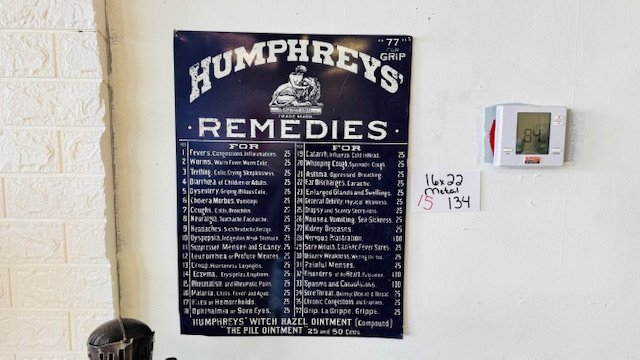 "77"
FOR
GRIP
HUMPHREYS'
TRADE MARK.
· REMEDIES ·
FOR
1 Fevers, Congestions, Inflamations. 25
2 Worms, Worm Fever, Worm Colic. 25
3 Teething, Colic, Crying, Sleeplessness. 25
4 Diarrhea of Children or Adults. 25
5 Dysentery, Griping, Bilious Colic. 25
6 Cholera Morbus, Vomiting. 25
7 Coughs, Colds, Bronchitis. 25
8 Neuralgia, Toothache, Faceache. 25
9 Headaches, Sick Headache, Vertigo. 25
10 Dyspepsia, Indigestion, Weak Stomach. 25
11 Suppressed Menses and Scanty. 25
12 Leucorrhea or Profuse Menses. 25
13 Croup, Hoarseness, Laryngitis. 25
14 Eczema, Erysipelas, Eruptions. 25
15 Rheumatism and Rheumatic Pains. 25
16 Malaria, Chills, Fever and Ague. 25
17 Piles or Hemorrhoids. 25
18 Ophthalmia or Sore Eyes. 25
FOR
19 Catarrh, Influenza, Cold in Head. 25
20 Whooping Cough, Spasmodic Cough. 25
21 Asthma, Oppressed Breathing. 25
22 Ear Discharges, Earache. 25
23 Enlarged Glands and Swellings. 25
24 General Debility, Physical Weakness. 25
25 Dropsy and Scanty Secretions. 25
26 Nausea, Vomiting, Sea-Sickness. 25
27 Kidney Diseases. 25
28 Nervous Prostration. 1.00
29 Sore Mouth, Canker, Fever Sores. 25
30 Urinary Weakness, Wetting 25
31 Painful Menses. 25
32 Disorders of the Heart, Palpitation. 1.00
33 Spasms and Convulsions. 1.00
34 Sore Throat, Quinsy, Ulcerated Throat. 25
35 Chronic Congestions and Eruptions. 25
77 Grip, La Grippe, Grippe. 25
HUMPHREYS' WITCH HAZEL OINTMENT (Compound)
"THE PILE OINTMENT" 25 and 50 Cents.
16x22
metal
15 134
84